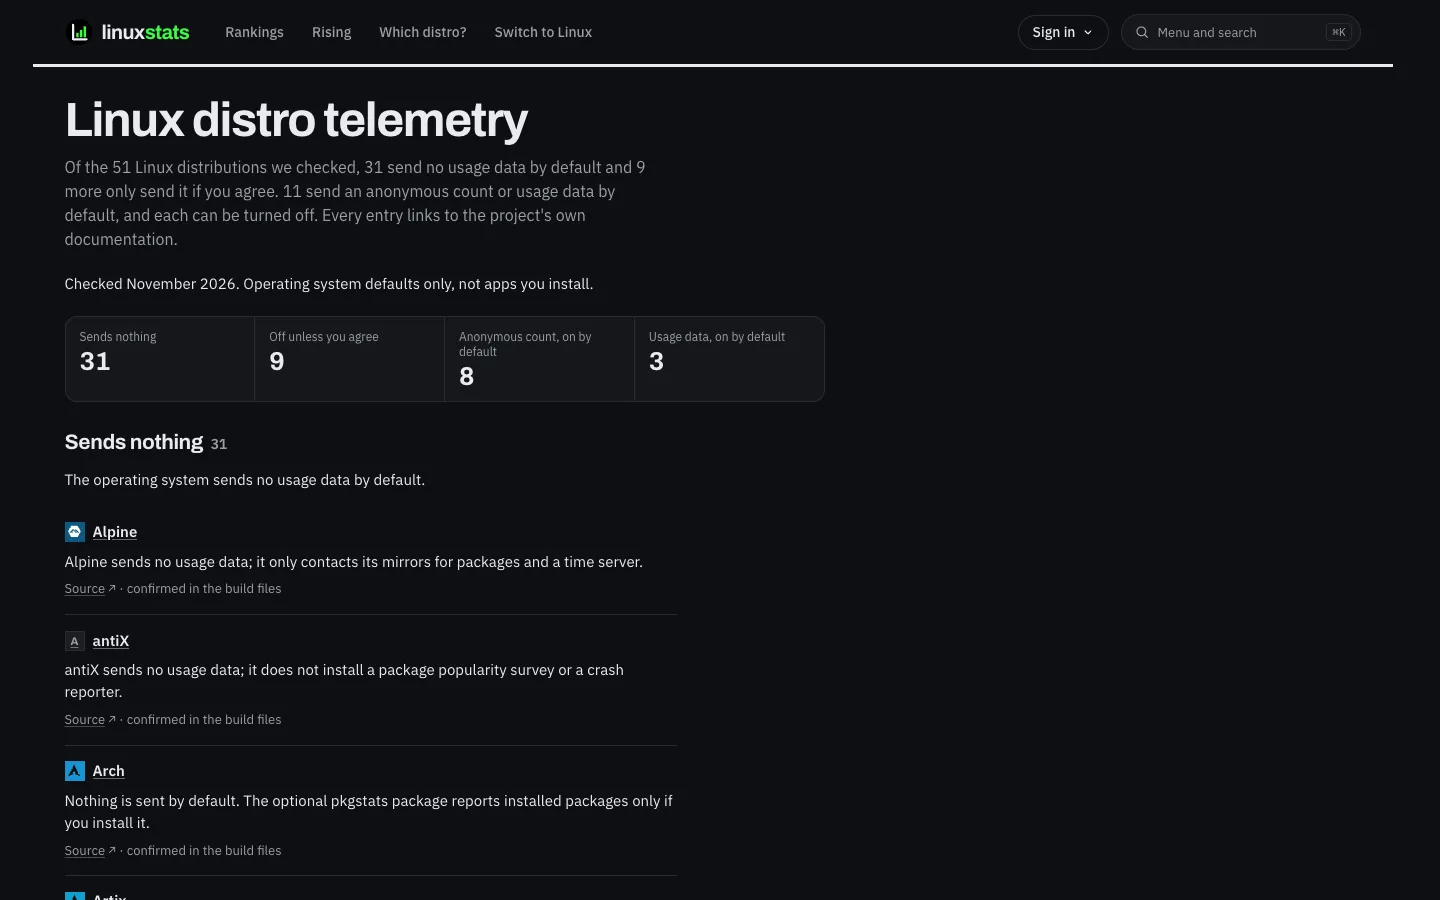 linuxstats
Rankings
Rising
Which distro?
Switch to Linux
Sign in
Menu and search
⌘K
Linux distro telemetry
Of the 51 Linux distributions we checked, 31 send no usage data by default and 9
more only send it if you agree. 11 send an anonymous count or usage data by
default, and each can be turned off. Every entry links to the project's own
documentation.
Checked November 2026. Operating system defaults only, not apps you install.
Sends nothing
31
Off unless you agree
9
Anonymous count, on by
default
8
Usage data, on by default
3
Sends nothing 31
The operating system sends no usage data by default.
Alpine
Alpine sends no usage data; it only contacts its mirrors for packages and a time server.
Source ↗ · confirmed in the build files
A antiX
antiX sends no usage data; it does not install a package popularity survey or a crash
reporter.
Source ↗ · confirmed in the build files
Arch
Nothing is sent by default. The optional pkgstats package reports installed packages only if
you install it.
Source ↗ · confirmed in the build files
Artix